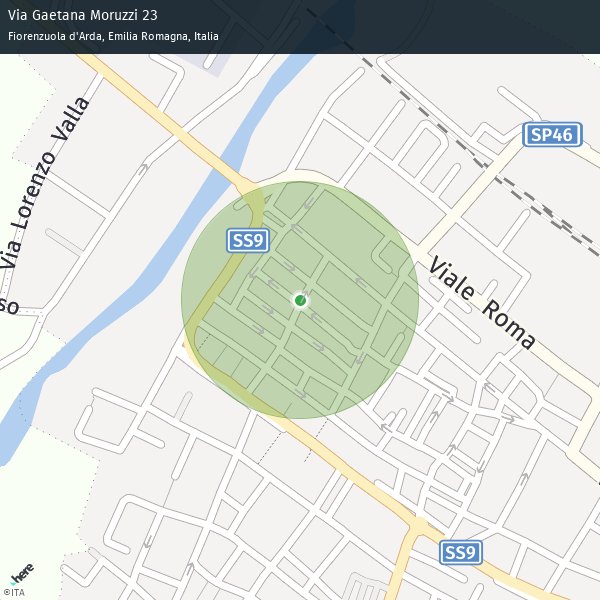 Via Gaetana Moruzzi 23
Fiorenzuola d'Arda, Emilia Romagna, Italia
Via Lorenzo Valla
SP46
SS9
Viale Roma
so
SS9
here
©ITA